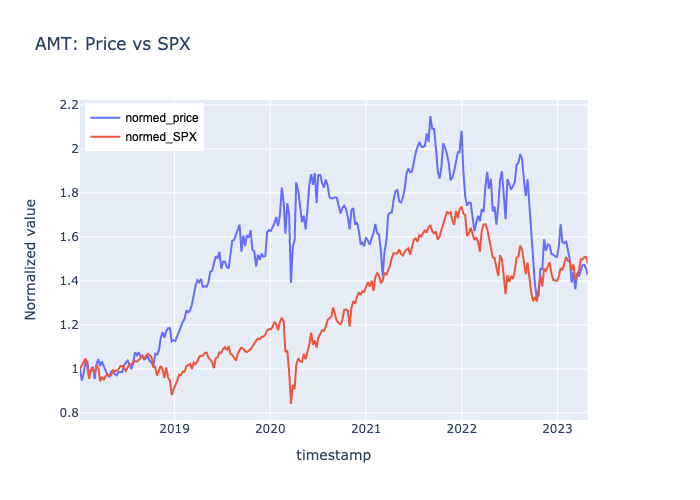 AMT: Price vs SPX
normed_price
normed_SPX
Normalized value
2.2
2
1.8
1.6
1.4
1.2
1
0.8
2019
2020
2021
2022
2023
timestamp